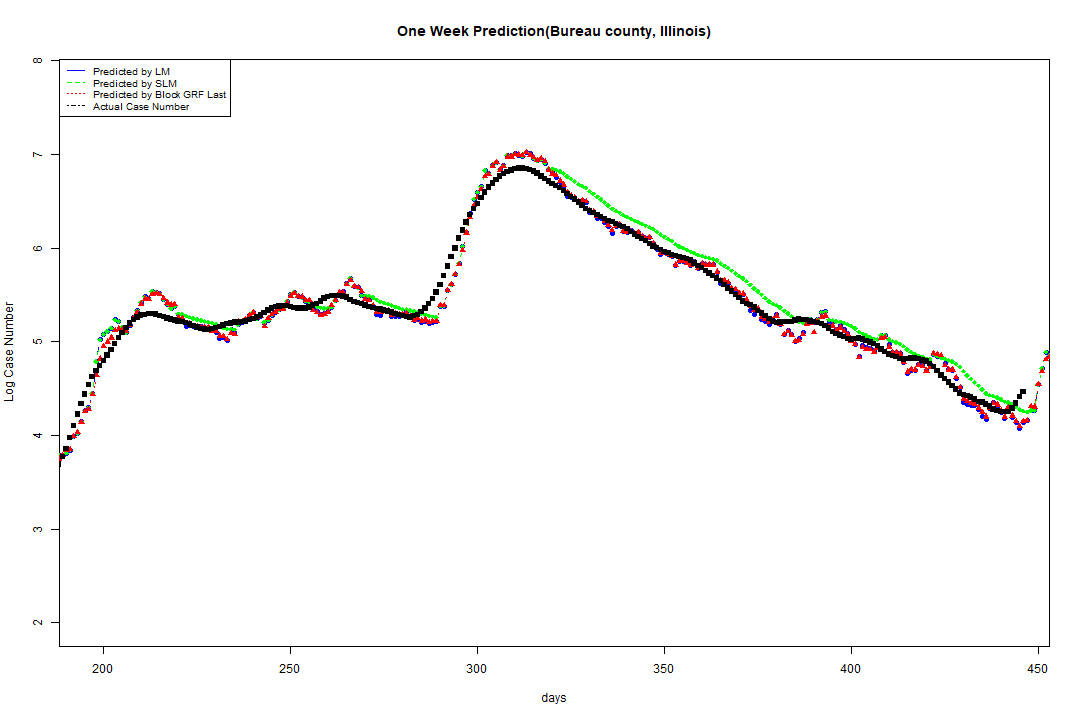 One Week Prediction(Bureau county, Illinois)
Predicted by LM
Predicted by SLM
Predicted by Block GRF Last
Actual Case Number
8
7
6
5
4
3
2
Log Case Number
200 250 300 350 400 450
days